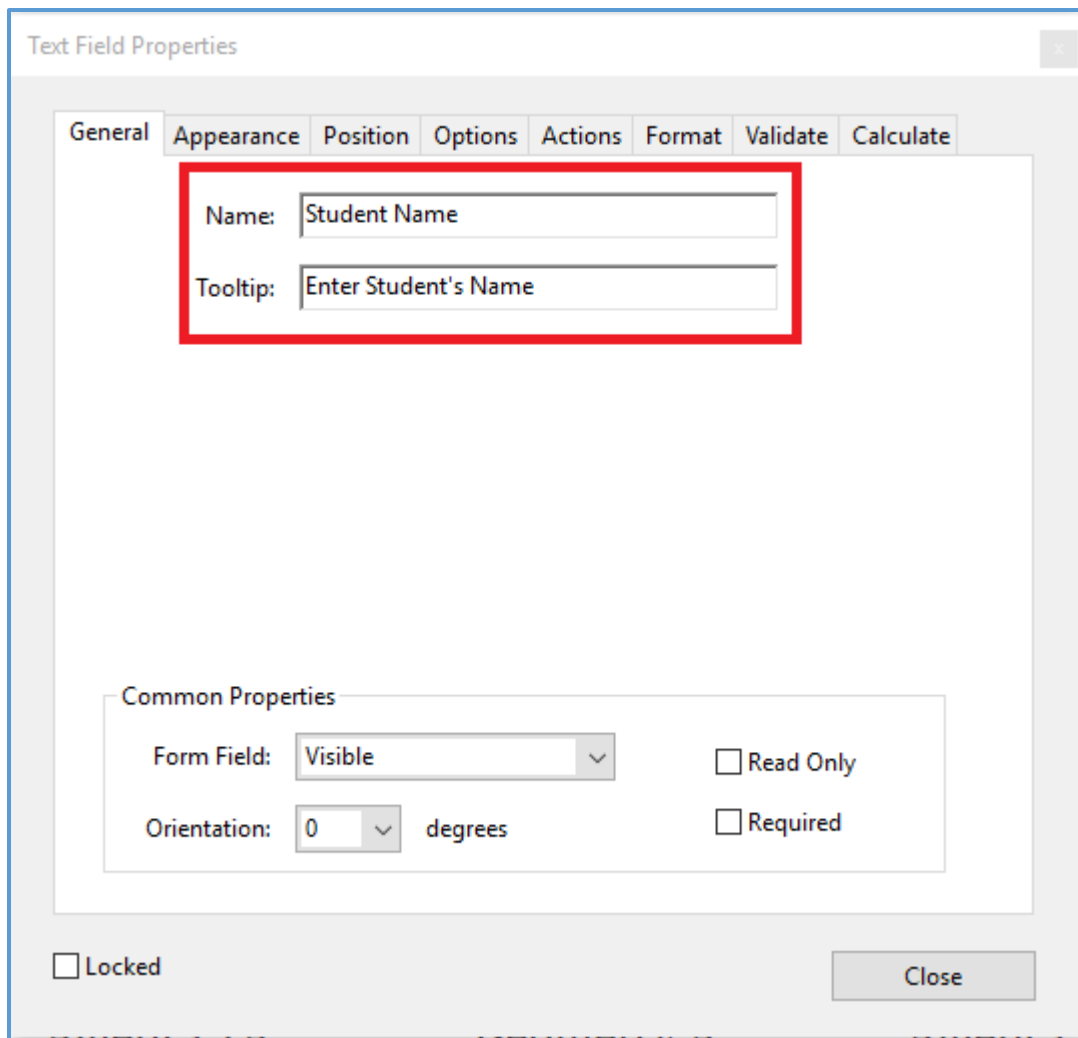 Text Field Properties
x
General Appearance Position Options Actions Format Validate Calculate
Name: Student Name
Tooltip: Enter Student's Name
Common Properties
Form Field: Visible
Read Only
Orientation: 0 degrees
Required
Locked
Close